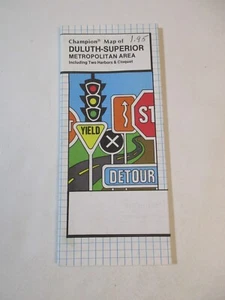 Champion® Map of 1.95
DULUTH-SUPERIOR
METROPOLITAN AREA
Including Two Harbors & Cloquet
YIELD
ST
DETOUR